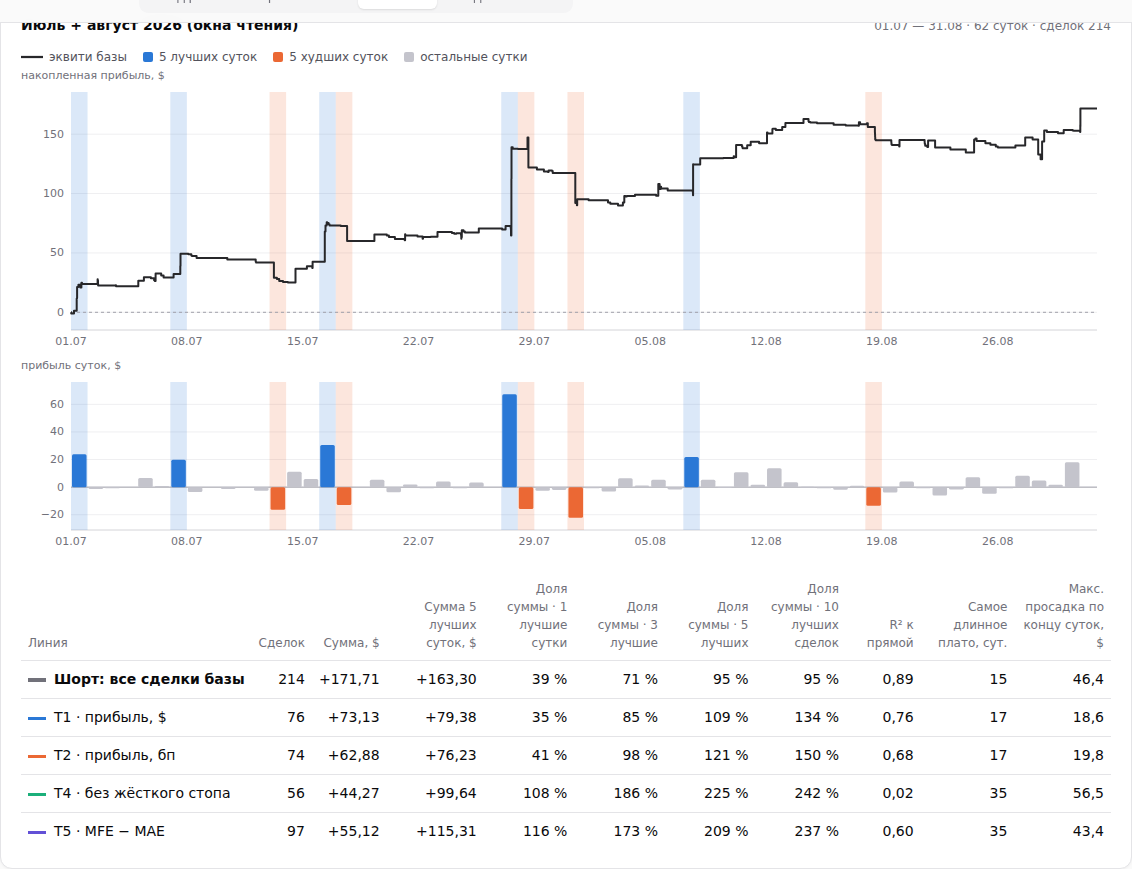 Июль + август 2026 (окна чтения)
01.07 — 31.08 · 62 суток · сделок 214
эквити базы
5 лучших суток
5 худших суток
остальные сутки
накопленная прибыль, $
150
100
50
0
01.07 08.07 15.07 22.07 29.07 05.08 12.08 19.08 26.08
прибыль суток, $
60
40
20
0
−20
01.07 08.07 15.07 22.07 29.07 05.08 12.08 19.08 26.08
Линия
Сделок
Сумма, $
Сумма 5
лучших
суток, $
Доля
суммы · 1
лучшие
сутки
Доля
суммы · 3
лучшие
Доля
суммы · 5
лучших
Доля
суммы · 10
лучших
сделок
R² к
прямой
Самое
длинное
плато, сут.
Макс.
просадка по
концу суток,
$
Шорт: все сделки базы 214 +171,71 +163,30 39 % 71 % 95 % 95 % 0,89 15 46,4
T1 · прибыль, $ 76 +73,13 +79,38 35 % 85 % 109 % 134 % 0,76 17 18,6
T2 · прибыль, бп 74 +62,88 +76,23 41 % 98 % 121 % 150 % 0,68 17 19,8
T4 · без жёсткого стопа 56 +44,27 +99,64 108 % 186 % 225 % 242 % 0,02 35 56,5
T5 · MFE − MAE 97 +55,12 +115,31 116 % 173 % 209 % 237 % 0,60 35 43,4